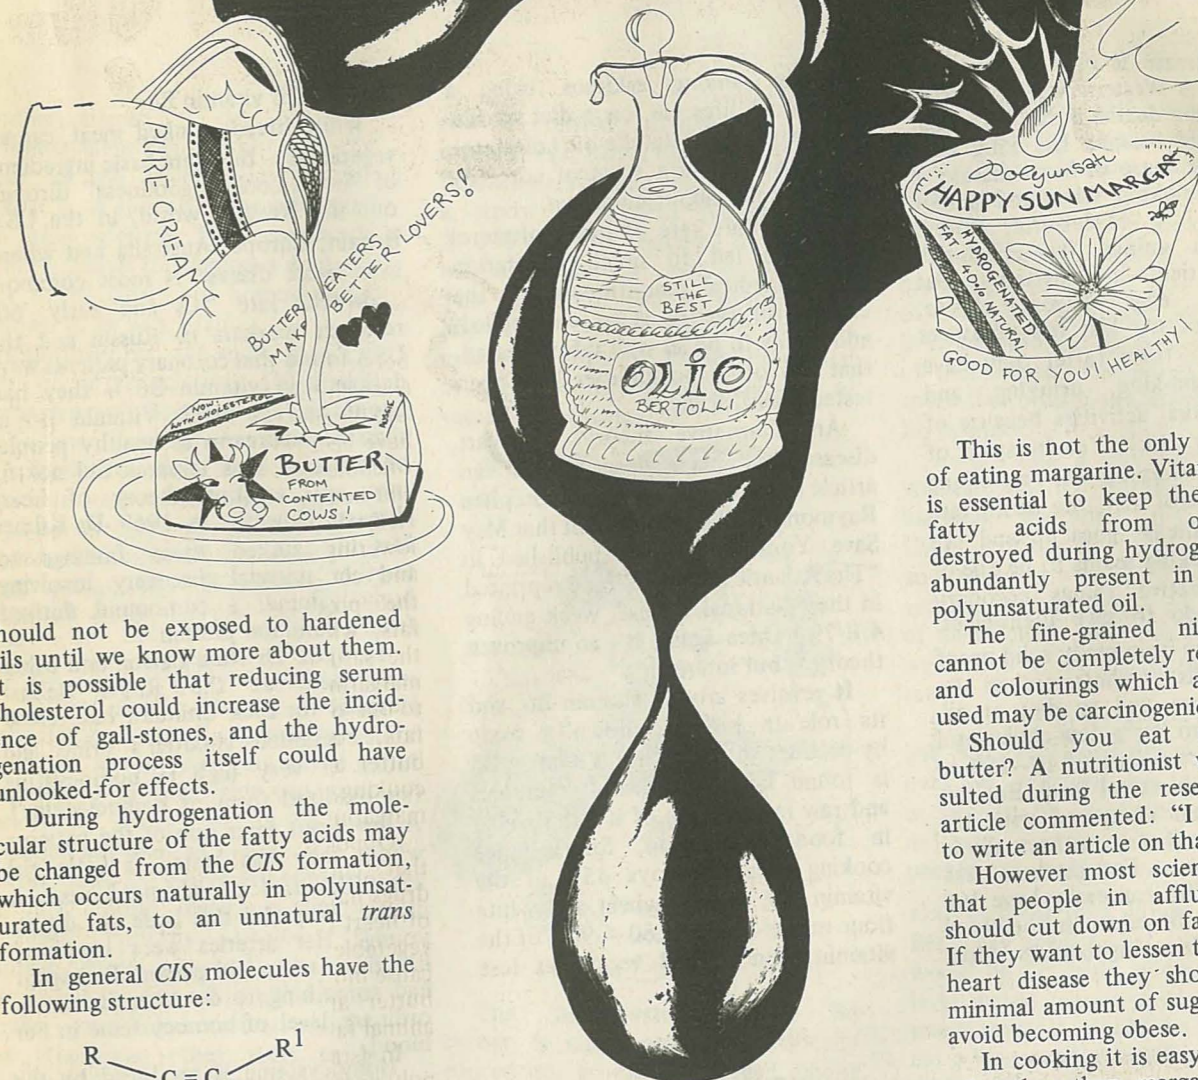 PURE CREAM
BUTTER EATERS
MAKE BETTER LOVERS!
NOW!
WITH CHOLESTEROL
MAGIC
BUTTER
FROM
CONTENTED
COWS!
STILL
THE
BEST
OLIO
BERTOLLI
Polyunsat
HAPPY SUN MARGAR
HYDROGENATED
FAT 40% NATURAL
GOOD FOR YOU! HEALTHY!
hould not be exposed to hardened
ils until we know more about them.
t is possible that reducing serum
holesterol could increase the incid-
ence of gall-stones, and the hydro-
genation process itself could have
unlooked-for effects.
During hydrogenation the mole-
cular structure of the fatty acids may
be changed from the CIS formation,
which occurs naturally in polyunsat-
urated fats, to an unnatural trans
formation.
In general CIS molecules have the
following structure:
R R¹
C = C
This is not the only
of eating margarine. Vita
is essential to keep the
fatty acids from o
destroyed during hydrog
abundantly present in
polyunsaturated oil.
The fine-grained ni
cannot be completely re
and colourings which a
used may be carcinogenic
Should you eat
butter? A nutritionist
sulted during the rese
article commented: “I
to write an article on tha
However most scien
that people in afflu
should cut down on fa
If they want to lessen t
heart disease they sho
minimal amount of sug
avoid becoming obese.
In cooking it is easy